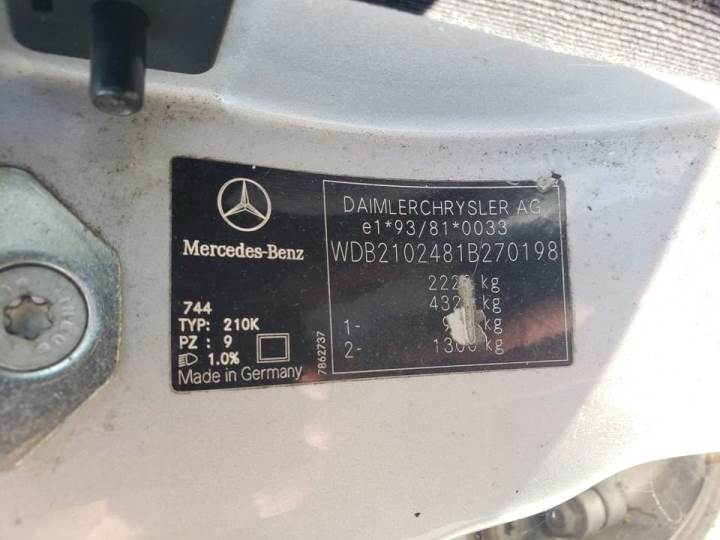 DAIMLERCHRYSLER AG
e1*93/81*0033
WDB2102481B270198
kg
kg
1- kg
2- kg
Mercedes-Benz
744
TYP: 210K
PZ : 9
1.0%
Made in Germany
7862737